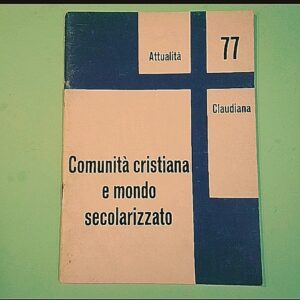 Attualità
77
Claudiana
Comunità cristiana
e mondo
secolarizzato